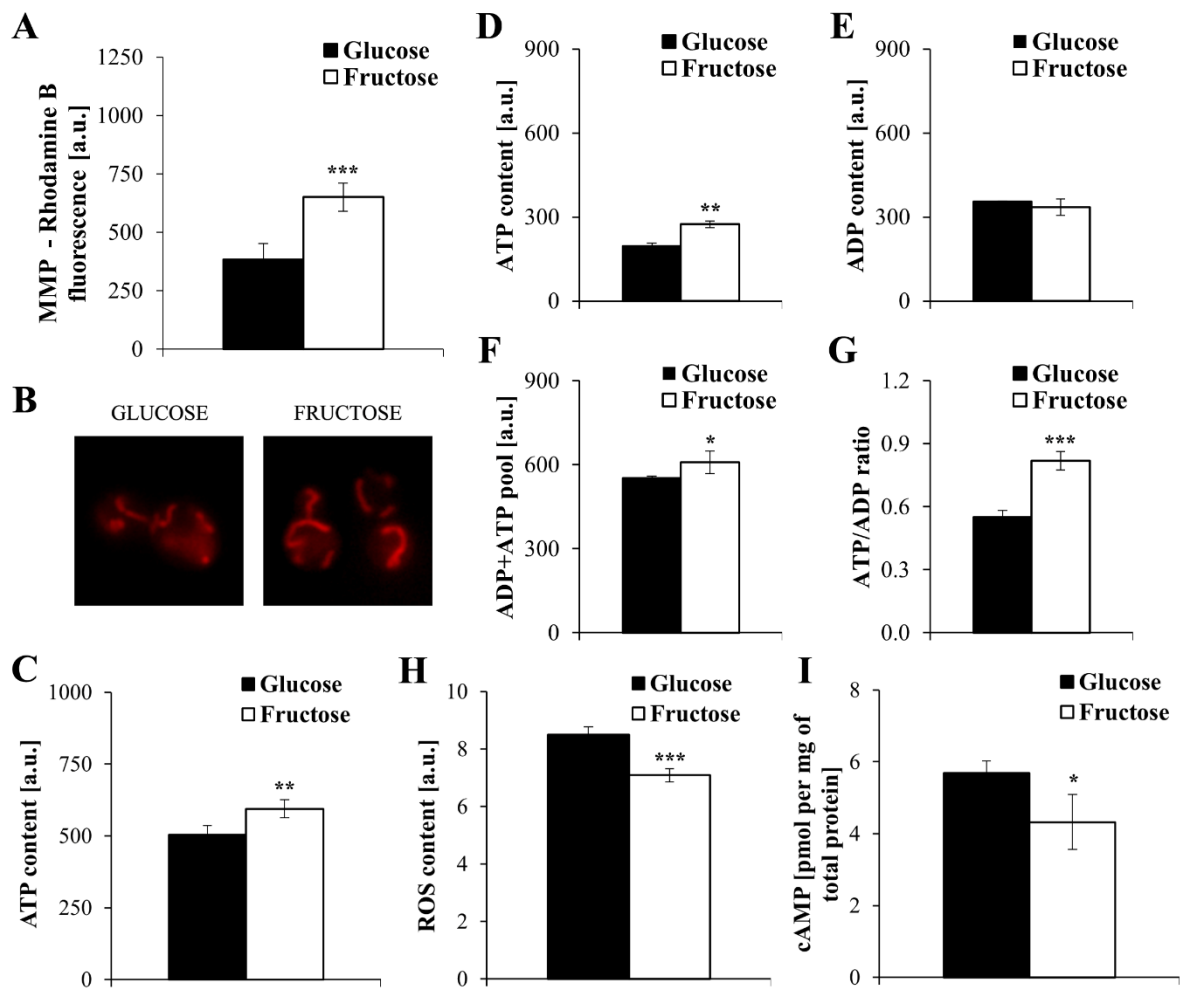 A
MMP - Rhodamine B
fluorescence [a.u.]
1250
1000
750
500
250
0
Glucose
Fructose
***
B
GLUCOSE
FRUCTOSE
C
ATP content [a.u.]
1000
750
500
250
0
Glucose
Fructose
**
D
ATP content [a.u.]
900
600
300
0
Glucose
Fructose
**
E
ADP content [a.u.]
900
600
300
0
Glucose
Fructose
F
ADP+ATP pool [a.u.]
900
600
300
0
Glucose
Fructose
*
G
ATP/ADP ratio
1.2
0.9
0.6
0.3
0.0
Glucose
Fructose
***
H
ROS content [a.u.]
10
8
6
4
2
0
Glucose
Fructose
***
I
cAMP [pmol per mg of
total protein]
8
6
4
2
0
Glucose
Fructose
*